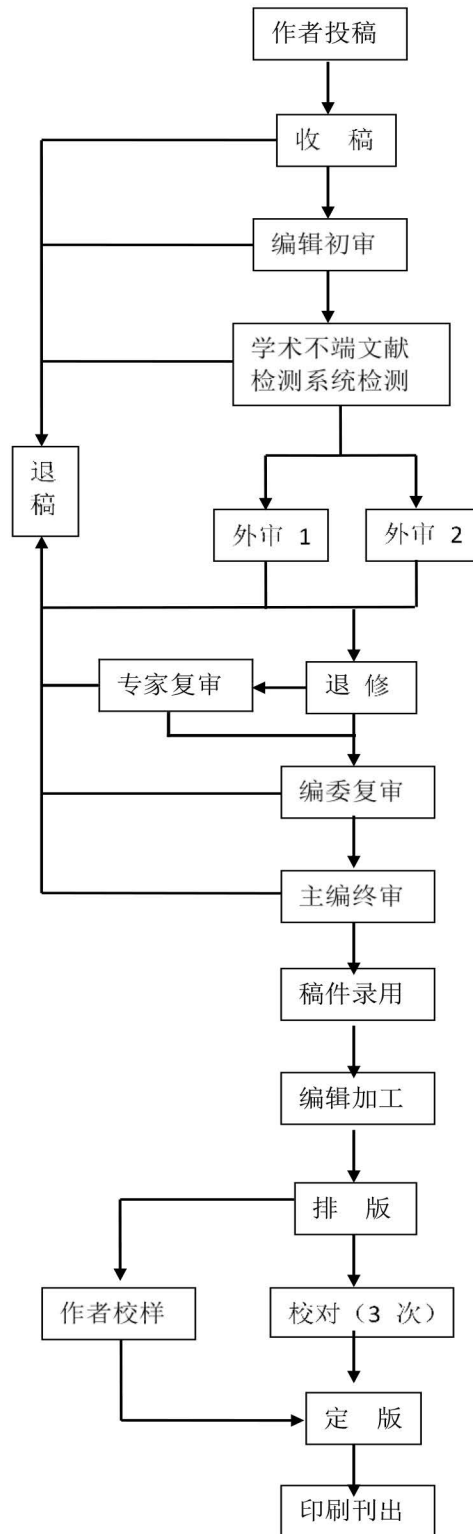 作者投稿
收 稿
编辑初审
学术不端文献
检测系统检测
退
稿
外审 1
外审 2
专家复审
退 修
编委复审
主编终审
稿件录用
编辑加工
排 版
作者校样
校对（3 次）
定 版
印刷刊出